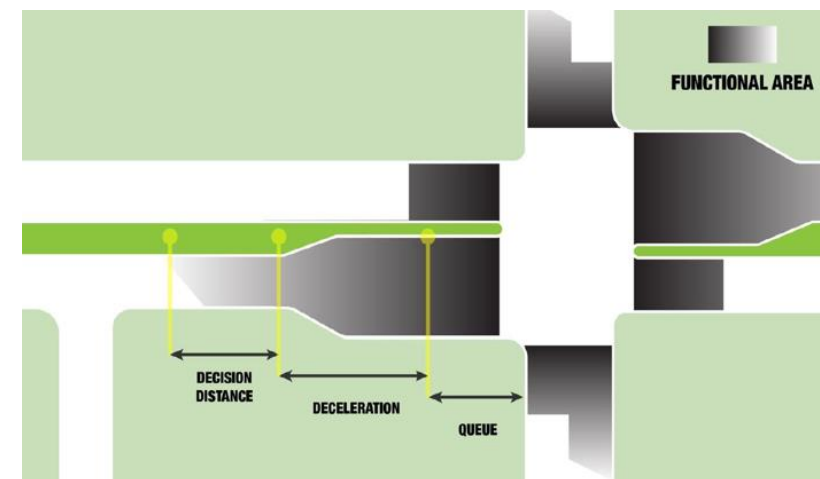 FUNCTIONAL AREA
DECISION
DISTANCE
DECELERATION
QUEUE